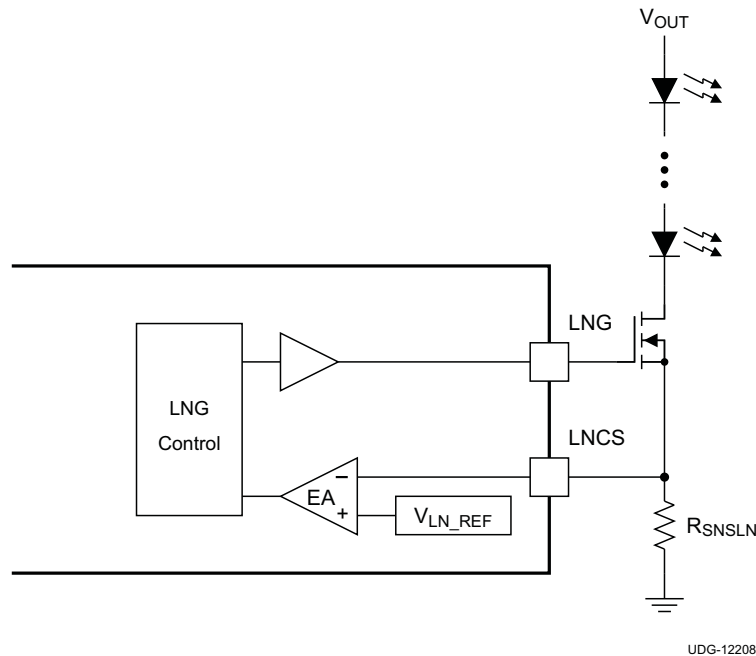 VOUT
LNG
LNG
Control
LNCS
EA
−
+
VLN_REF
RSNSLN
UDG-12208